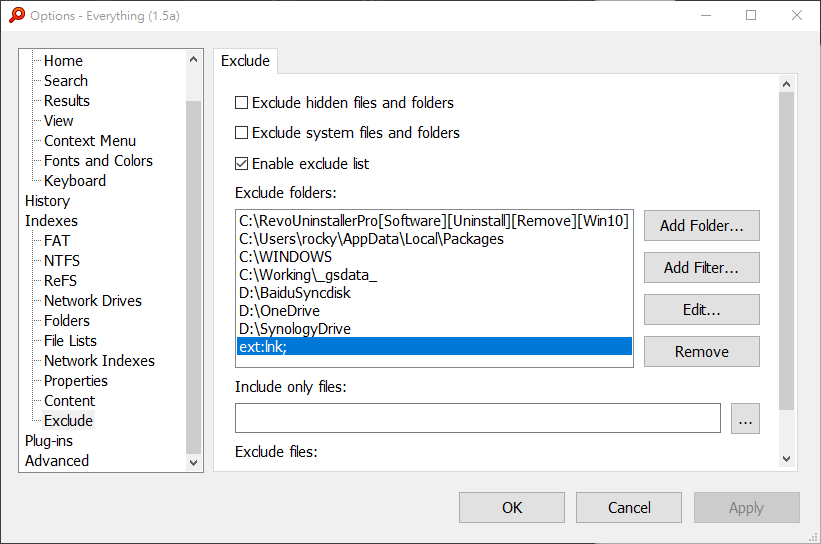 Options - Everything (1.5a)
Home
Search
Results
View
Context Menu
Fonts and Colors
Keyboard
History
Indexes
FAT
NTFS
ReFS
Network Drives
Folders
File Lists
Network Indexes
Properties
Content
Exclude
Plug-ins
Advanced
Exclude
Exclude hidden files and folders
Exclude system files and folders
Enable exclude list
Exclude folders:
C:\RevoUninstallerPro[Software][Uninstall][Remove][Win10]
C:\Users\rocky\AppData\Local\Packages
C:\WINDOWS
C:\Working\_gsdata_
D:\BaiduSyncdisk
D:\OneDrive
D:\SynologyDrive
ext:lnk;
Add Folder...
Add Filter...
Edit...
Remove
Include only files:
...
Exclude files:
OK
Cancel
Apply